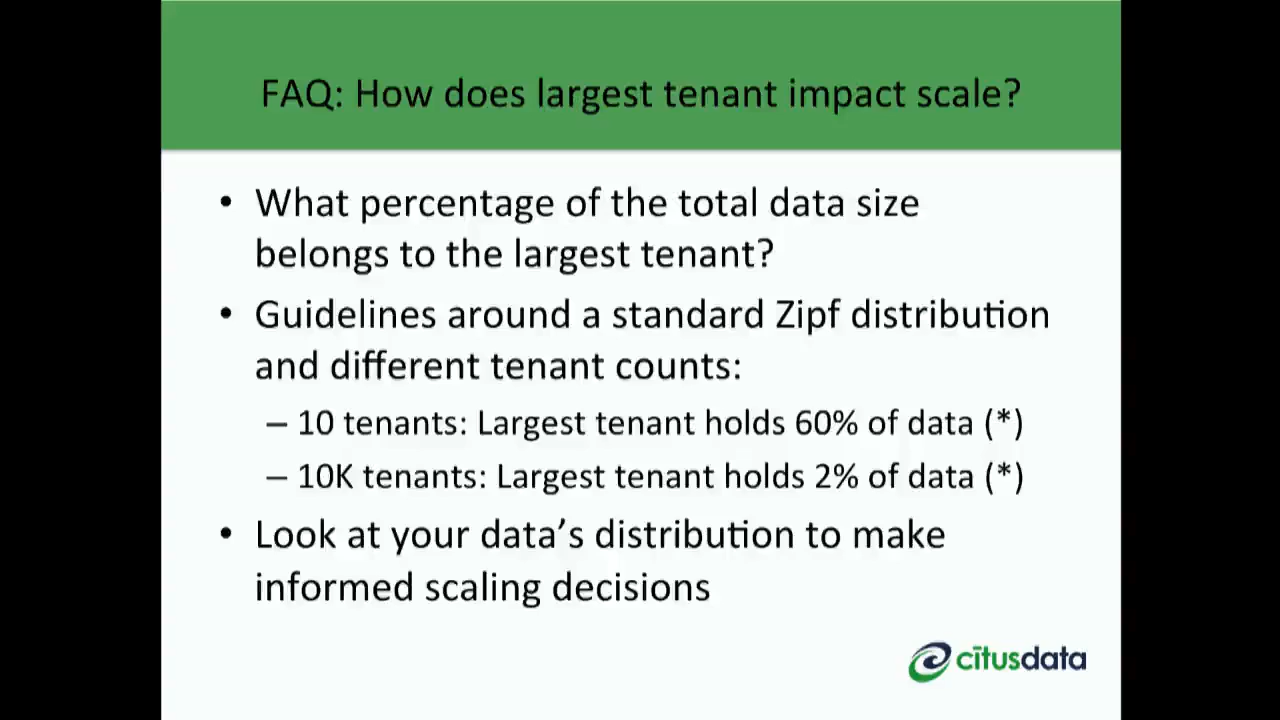 FAQ: How does largest tenant impact scale?
• What percentage of the total data size
belongs to the largest tenant?
• Guidelines around a standard Zipf distribution
and different tenant counts:
– 10 tenants: Largest tenant holds 60% of data (*)
– 10K tenants: Largest tenant holds 2% of data (*)
• Look at your data’s distribution to make
informed scaling decisions
cītusdata